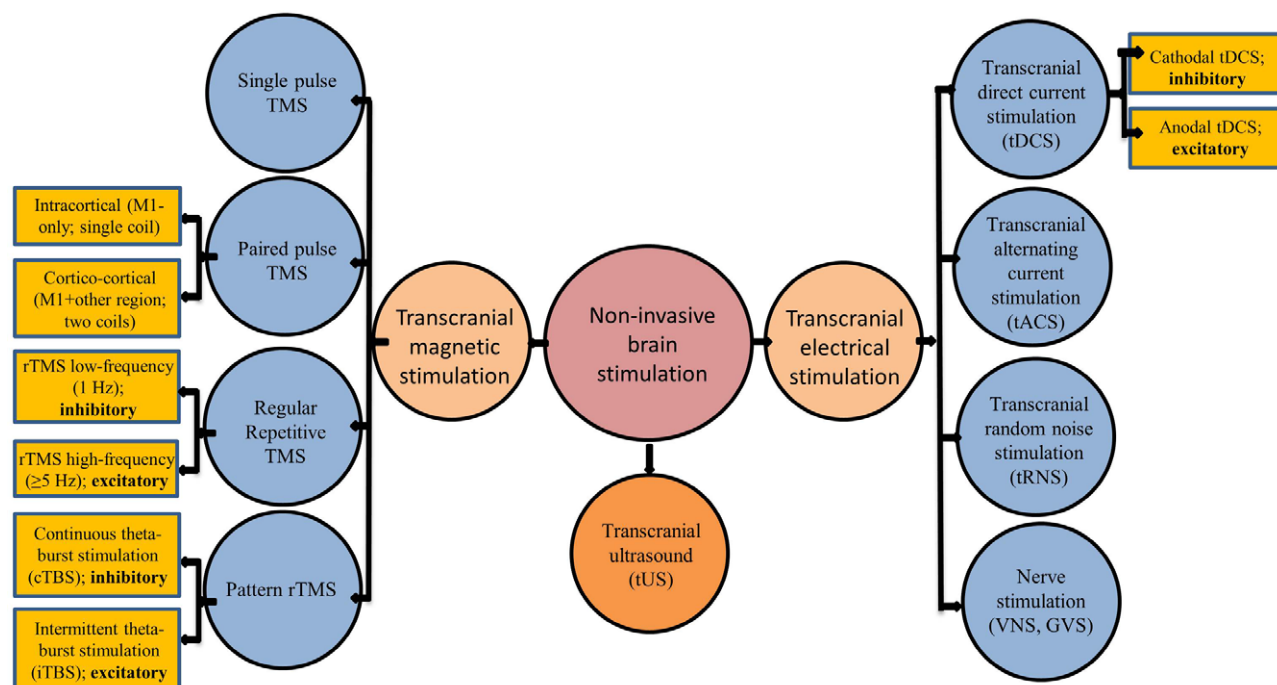 Single pulse
TMS
Intracortical (M1-
only; single coil)
Cortico-cortical
(M1+other region;
two coils)
Paired pulse
TMS
rTMS low-frequency
(1 Hz);
inhibitory
rTMS high-frequency
(≥5 Hz); excitatory
Regular
Repetitive
TMS
Continuous theta-
burst stimulation
(cTBS); inhibitory
Intermittent theta-
burst stimulation
(iTBS); excitatory
Pattern rTMS
Transcranial
magnetic
stimulation
Non-invasive
brain
stimulation
Transcranial
ultrasound
(tUS)
Transcranial
electrical
stimulation
Transcranial
direct current
stimulation
(tDCS)
Cathodal tDCS;
inhibitory
Anodal tDCS;
excitatory
Transcranial
alternating
current
stimulation
(tACS)
Transcranial
random noise
stimulation
(tRNS)
Nerve
stimulation
(VNS, GVS)